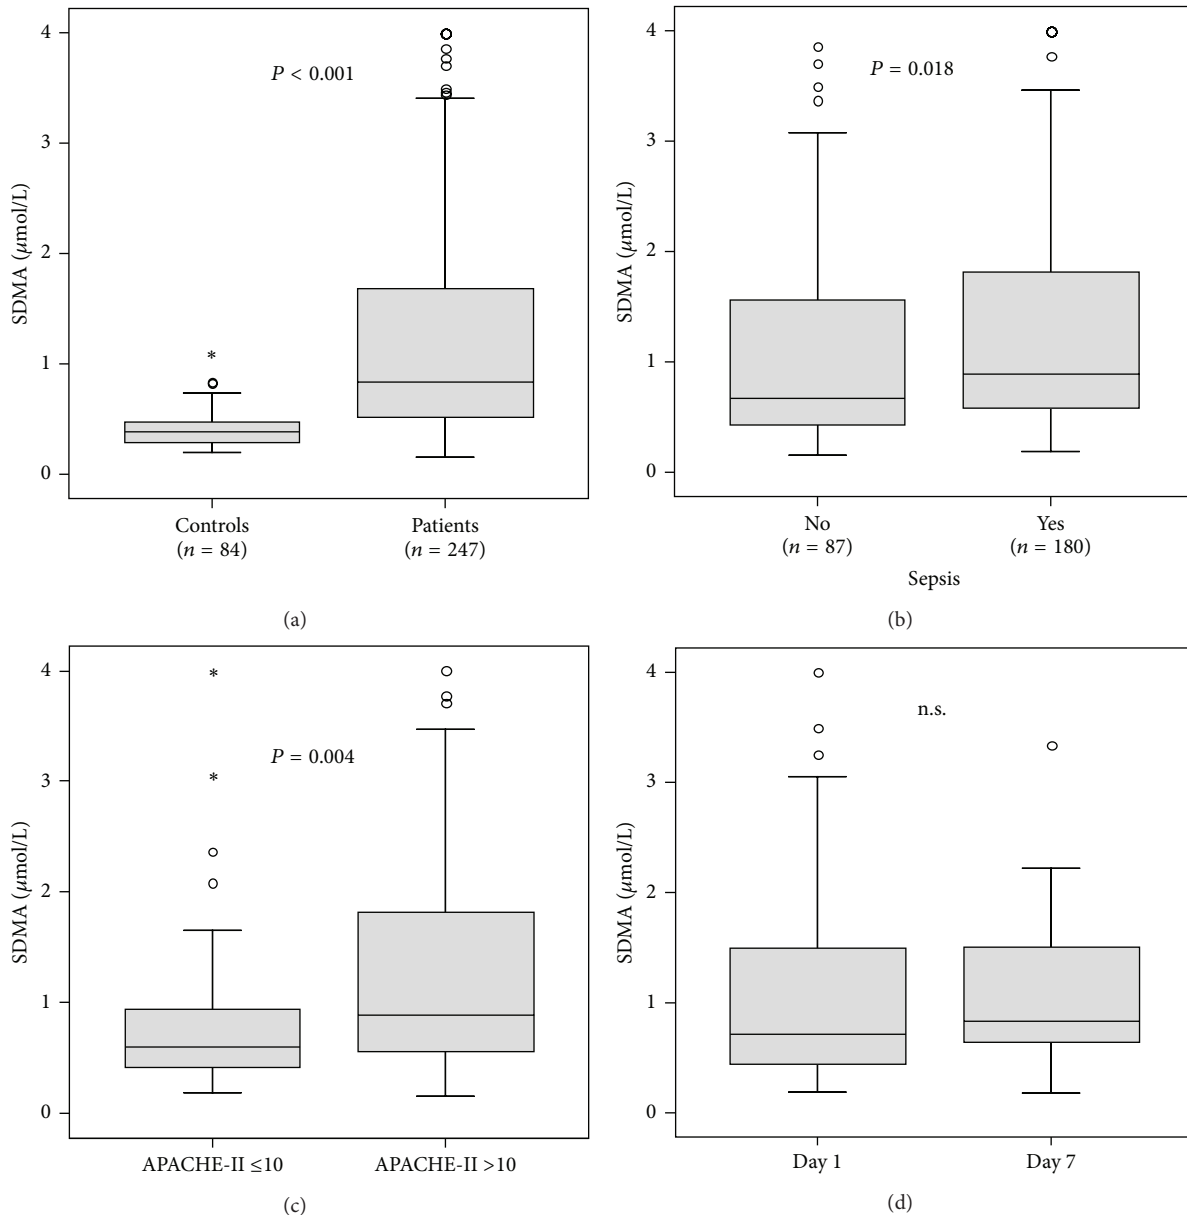 4
3
2
1
0
SDMA (μmol/L)
P < 0.001
*
Controls
(n = 84)
Patients
(n = 247)
(a)
4
3
2
1
0
SDMA (μmol/L)
P = 0.018
No
(n = 87)
Yes
(n = 180)
Sepsis
(b)
4
3
2
1
0
SDMA (μmol/L)
*
*
P = 0.004
APACHE-II ≤10
APACHE-II >10
(c)
4
3
2
1
0
SDMA (μmol/L)
n.s.
Day 1
Day 7
(d)